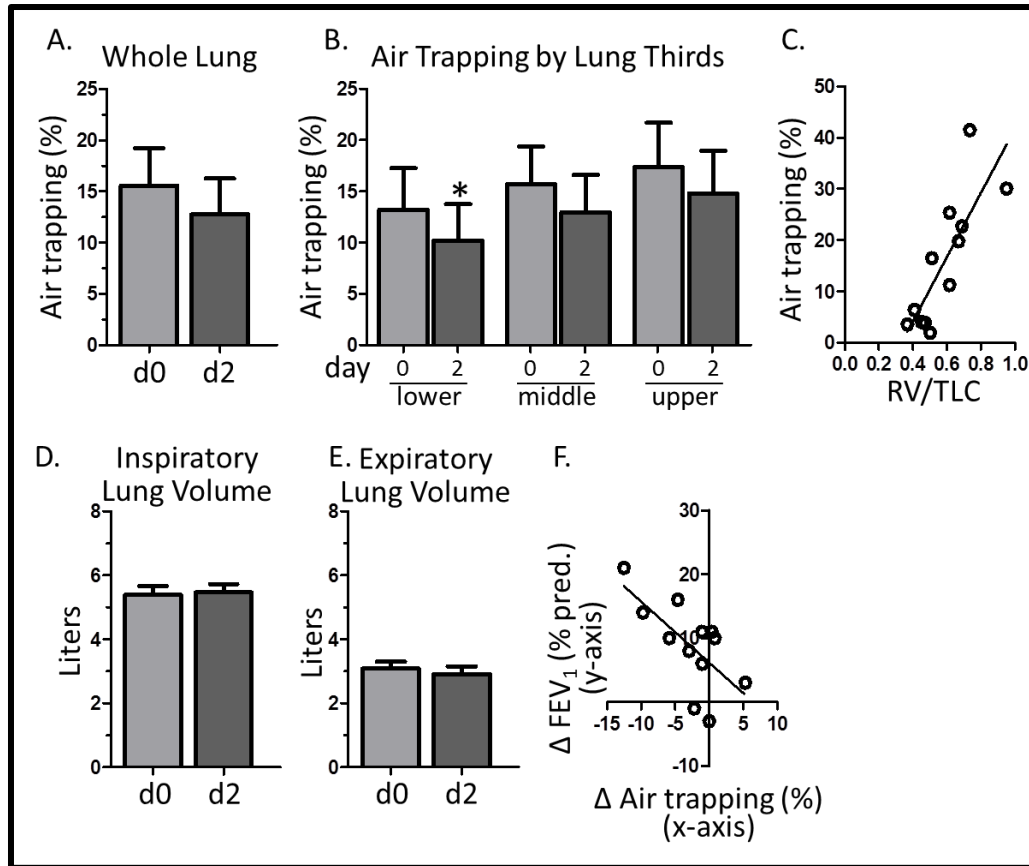 A.
Whole Lung
Air trapping (%)
25
20
15
10
5
0
d0 d2
B.
Air Trapping by Lung Thirds
Air trapping (%)
25
20
15
10
5
0
*
day 0 2 0 2 0 2
lower middle upper
C.
Air trapping (%)
50
40
30
20
10
0
0.0 0.2 0.4 0.6 0.8 1.0
RV/TLC
D.
Inspiratory
Lung Volume
Liters
8
6
4
2
0
d0 d2
E. Expiratory
Lung Volume
Liters
8
6
4
2
0
d0 d2
F.
Δ FEV₁ (% pred.)
(y-axis)
30
20
10
-10
-15 -10 -5 5 10
Δ Air trapping (%)
(x-axis)